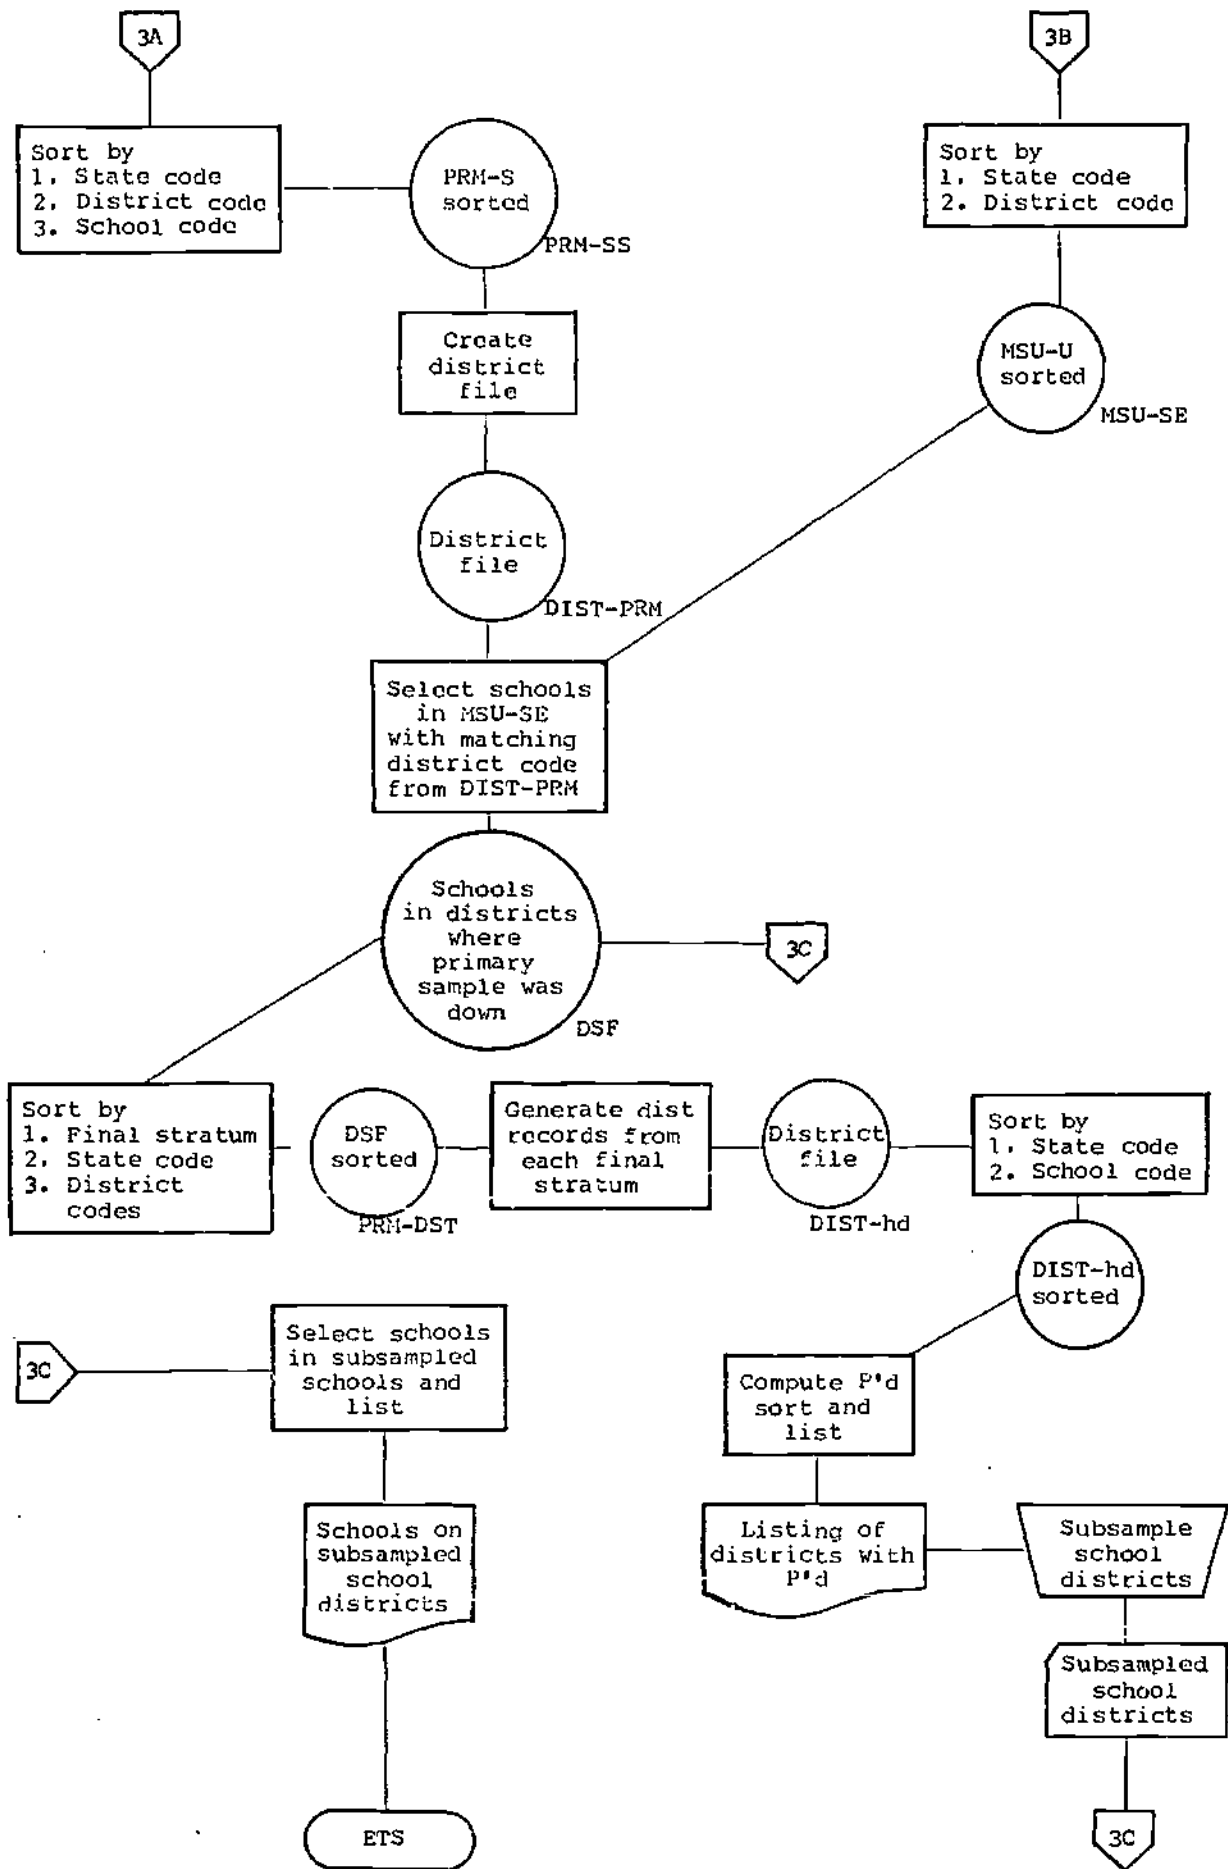 3A
3B
Sort by
1. State code
2. District code
3. School code
PRM-S
sorted
PRM-SS
Sort by
1. State code
2. District code
Create
district
file
MSU-U
sorted
MSU-SE
District
file
DIST-PRM
Select schools
in MSU-SE
with matching
district code
from DIST-PRM
Schools
in districts
where
primary
sample was
down
DSF
3C
Sort by
1. Final stratum
2. State code
3. District
codes
DSF
sorted
PRM-DST
Generate dist
records from
each final
stratum
District
file
DIST-hd
Sort by
1. State code
2. School code
DIST-hd
sorted
3C
Select schools
in subsampled
schools and
list
Compute P'd
sort and
list
Schools on
subsampled
school
districts
Listing of
districts with
P'd
Subsample
school
districts
Subsampled
school
districts
ETS
3C